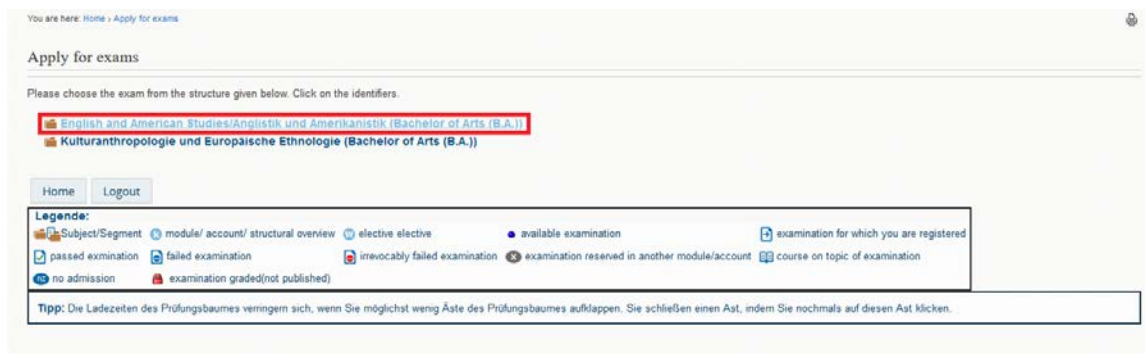 You are here: Home › Apply for exams
Apply for exams
Please choose the exam from the structure given below. Click on the identifiers.
English and American Studies/Anglistik und Amerikanistik (Bachelor of Arts (B.A.))
Kulturanthropologie und Europäische Ethnologie (Bachelor of Arts (B.A.))
Home Logout
Legende:
Subject/Segment module/ account/ structural overview elective elective available examination examination for which you are registered
passed exmination failed examination irrevocably failed examination examination reserved in another module/account course on topic of examination
NZ no admission examination graded(not published)
Tipp: Die Ladezeiten des Prüfungsbaumes verringern sich, wenn Sie möglichst wenig Äste des Prüfungsbaumes aufklappen. Sie schließen einen Ast, indem Sie nochmals auf diesen Ast klicken.